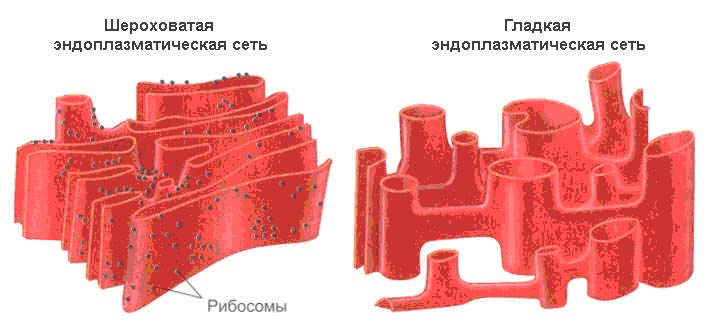 Шероховатая
эндоплазматическая сеть
Гладкая
эндоплазматическая сеть
Рибосомы